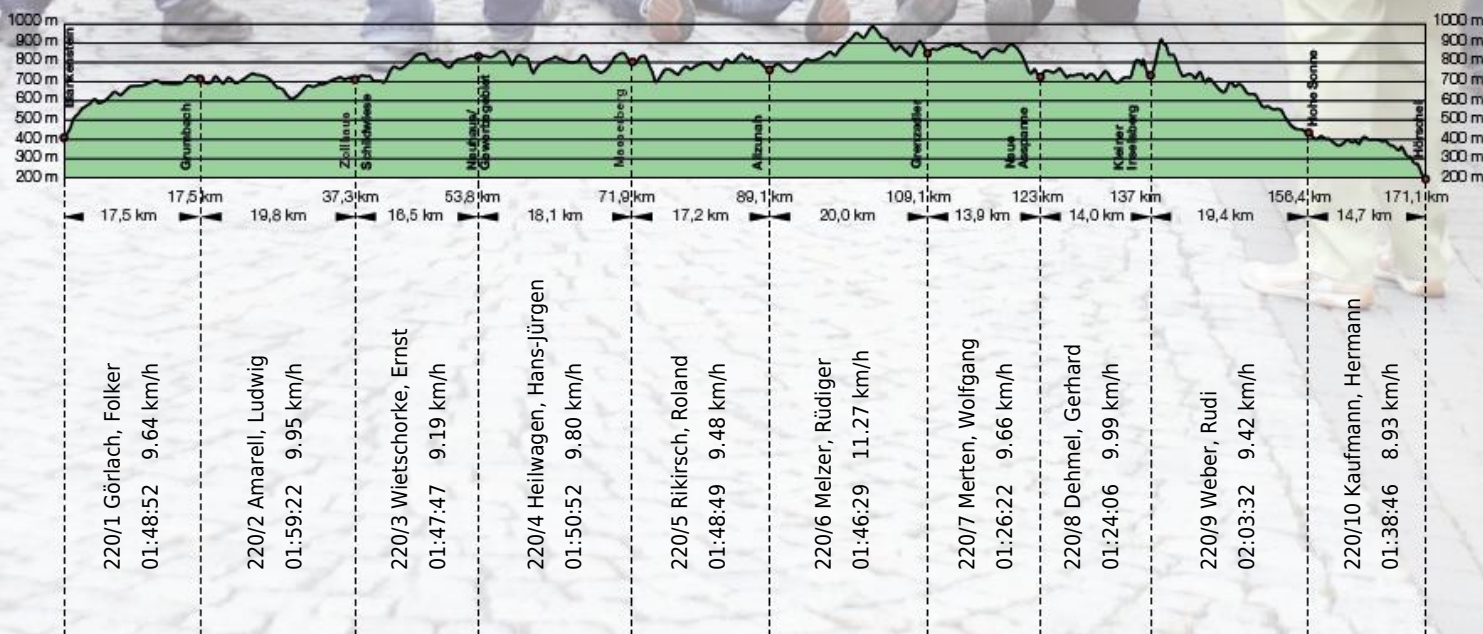 1000 m
900 m
800 m
700 m
600 m
500 m
400 m
300 m
200 m
1000 m
900 m
800 m
700 m
600 m
500 m
400 m
300 m
200 m
Blankenstein
Grumbach
Zollhaus
Schildwiese
Neuhaus/
Masserberg
Allzunah
Grenzadler
Neue
Ausspanne
Kleiner
Inselsberg
Hohe Sonne
Hörschel
17,5 km
37,3 km
53,8 km
71,9 km
89,1 km
109,1 km
123 km
137 km
156,4 km
171,1 km
17,5 km
19,8 km
16,5 km
18,1 km
17,2 km
20,0 km
13,9 km
14,0 km
19,4 km
14,7 km
220/1 Görlach, Folker
01:48:52 9.64 km/h
220/2 Amarell, Ludwig
01:59:22 9.95 km/h
220/3 Wietschorke, Ernst
01:47:47 9.19 km/h
220/4 Heilwagen, Hans-Jürgen
01:50:52 9.80 km/h
220/5 Rikirsch, Roland
01:48:49 9.48 km/h
220/6 Melzer, Rüdiger
01:46:29 11.27 km/h
220/7 Merten, Wolfgang
01:26:22 9.66 km/h
220/8 Dehmel, Gerhard
01:24:06 9.99 km/h
220/9 Weber, Rudi
02:03:32 9.42 km/h
220/10 Kaufmann, Hermann
01:38:46 8.93 km/h